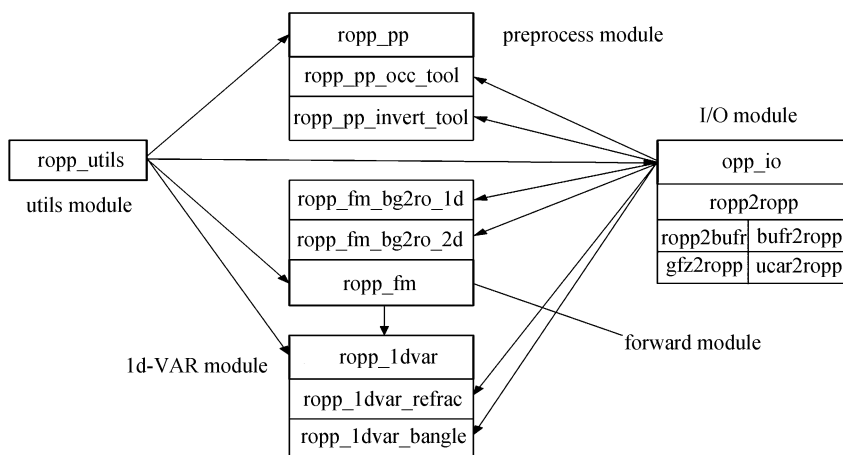 ropp_pp
preprocess module
ropp_pp_occ_tool
ropp_pp_invert_tool
I/O module
ropp_utils
opp_io
utils module
ropp_fm_bg2ro_1d
ropp2ropp
ropp_fm_bg2ro_2d
ropp2bufr bufr2ropp
ropp_fm
gfz2ropp ucar2ropp
forward module
1d-VAR module
ropp_1dvar
ropp_1dvar_refrac
ropp_1dvar_bangle